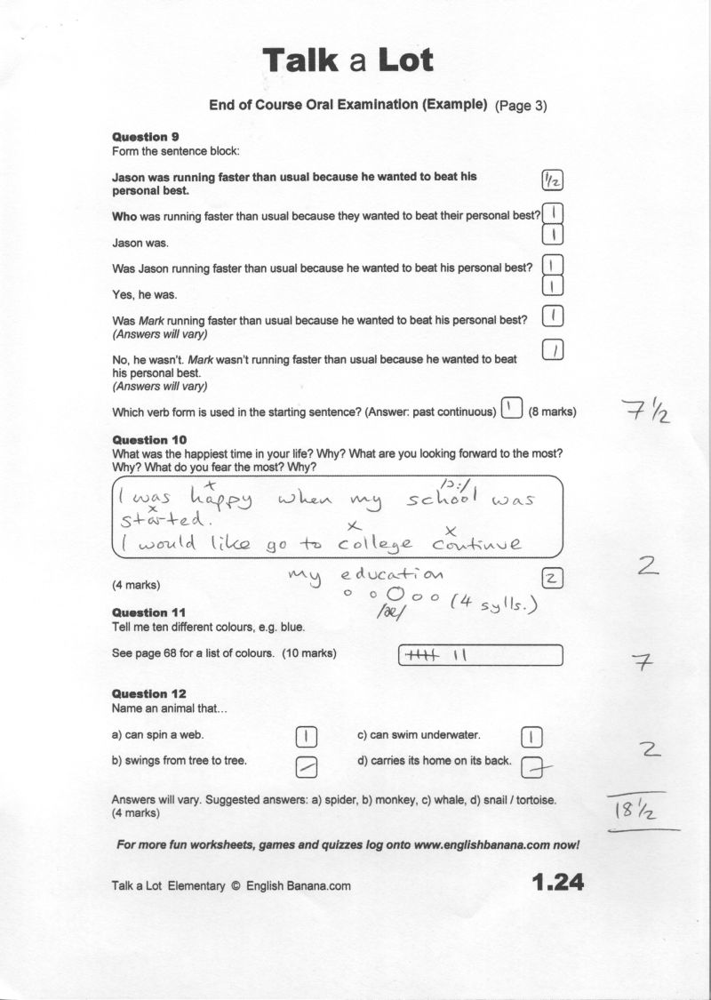 Talk a Lot
End of Course Oral Examination (Example) (Page 3)
Question 9
Form the sentence block:
Jason was running faster than usual because he wanted to beat his
personal best.
1/2
Who was running faster than usual because they wanted to beat their personal best?
1
Jason was.
1
Was Jason running faster than usual because he wanted to beat his personal best?
1
Yes, he was.
1
Was Mark running faster than usual because he wanted to beat his personal best?
1
(Answers will vary)
No, he wasn't. Mark wasn't running faster than usual because he wanted to beat
1
his personal best.
(Answers will vary)
Which verb form is used in the starting sentence? (Answer: past continuous) 1 (8 marks)
7 1/2
Question 10
What was the happiest time in your life? Why? What are you looking forward to the most?
Why? What do you fear the most? Why?
x /ɔ:/
I was happy when my school was
x
started.
x x
I would like go to college continue
my education
2
2
(4 marks)
o o O o o (4 sylls.)
/æ/
Question 11
Tell me ten different colours, e.g. blue.
See page 68 for a list of colours. (10 marks)
7
Question 12
Name an animal that...
a) can spin a web. 1 c) can swim underwater. 1
b) swings from tree to tree. – d) carries its home on its back. –
2
Answers will vary. Suggested answers: a) spider, b) monkey, c) whale, d) snail / tortoise.
(4 marks)
18 1/2
For more fun worksheets, games and quizzes log onto www.englishbanana.com now!
Talk a Lot Elementary © English Banana.com
1.24